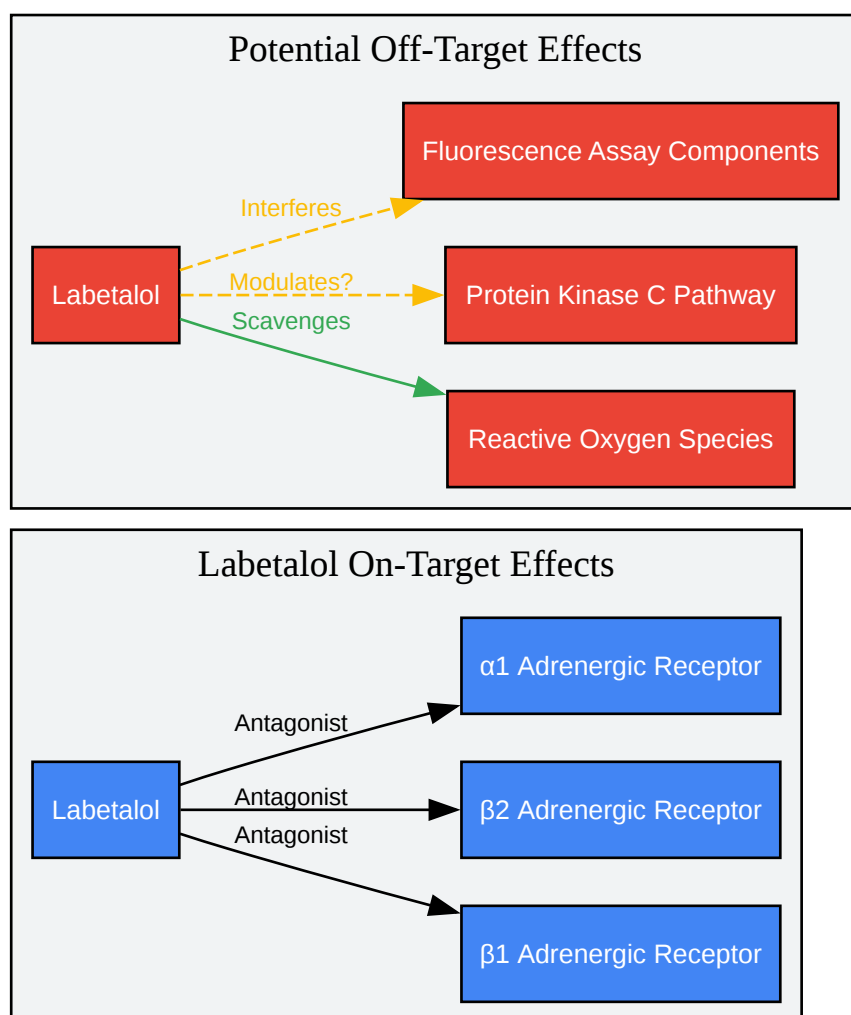 Potential Off-Target Effects
Fluorescence Assay Components
Interferes
Labetalol
Modulates?
Protein Kinase C Pathway
Scavenges
Reactive Oxygen Species
Labetalol On-Target Effects
α1 Adrenergic Receptor
Antagonist
Labetalol
Antagonist
β2 Adrenergic Receptor
Antagonist
β1 Adrenergic Receptor